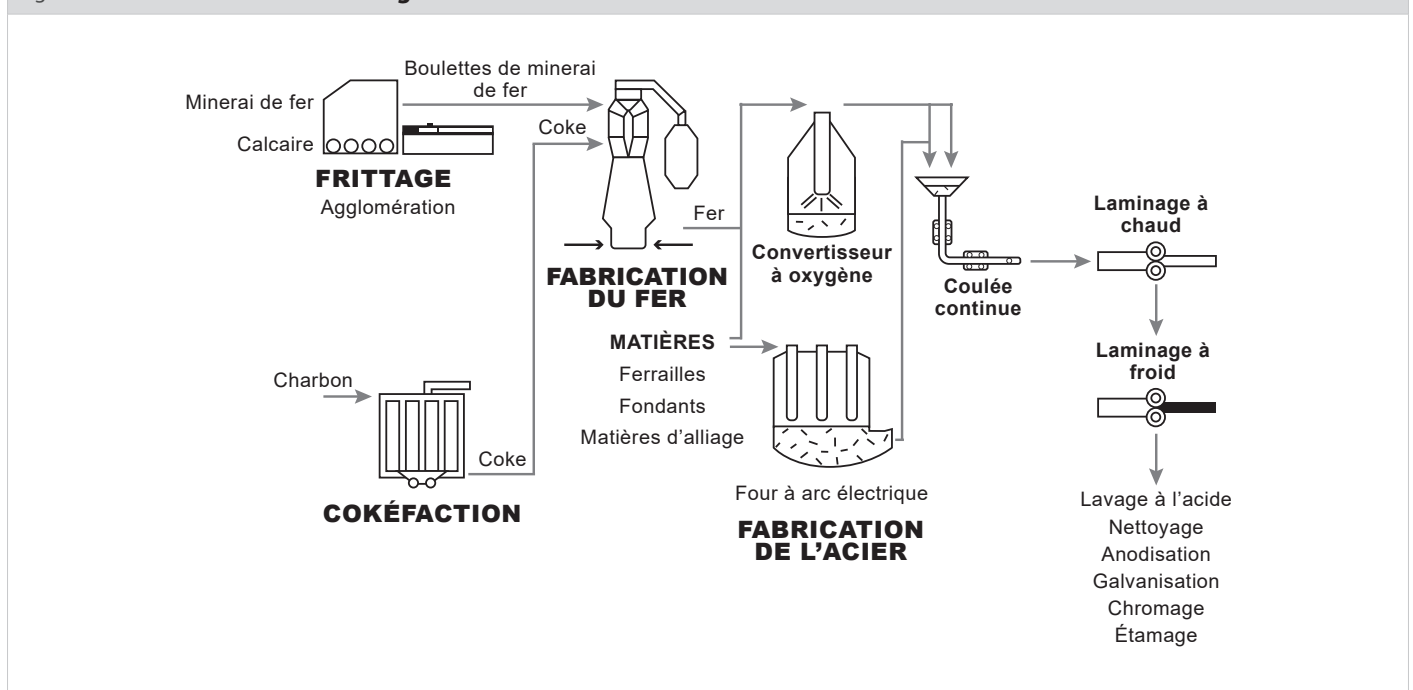 Boulettes de minerai
de fer
Minerai de fer
Calcaire
Coke
FRITTAGE
Agglomération
Fer
FABRICATION
DU FER
Convertisseur
à oxygène
Coulée
continue
Laminage à
chaud
MATIÈRES
Ferrailles
Fondants
Matières d'alliage
Laminage à
froid
Charbon
Coke
COKÉFACTION
Four à arc électrique
FABRICATION
DE L'ACIER
Lavage à l'acide
Nettoyage
Anodisation
Galvanisation
Chromage
Étamage